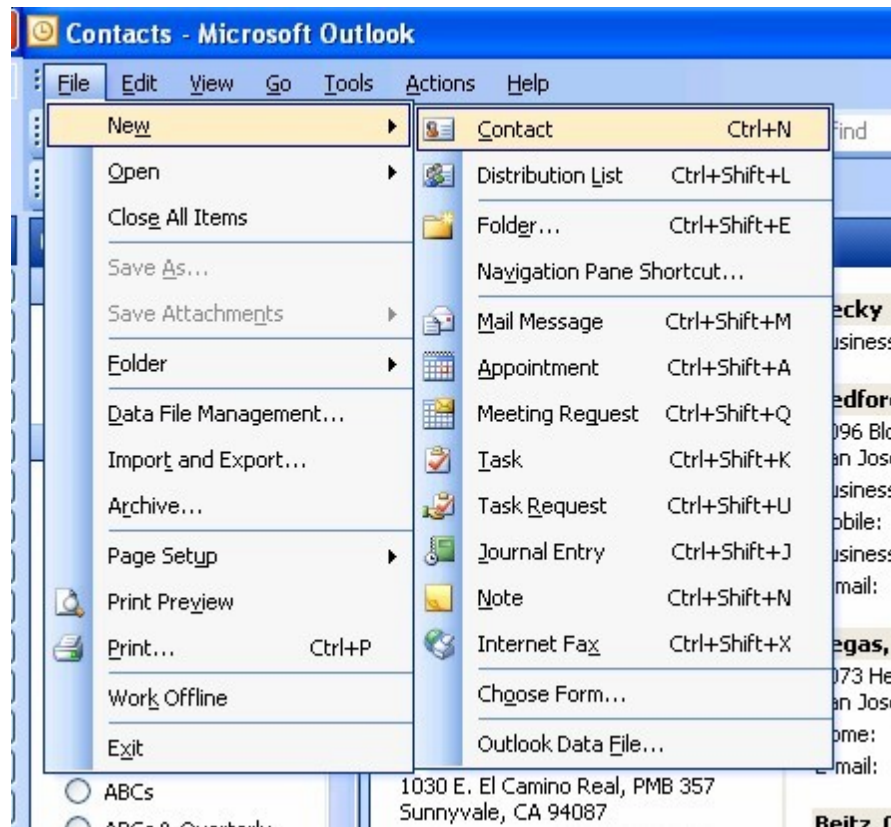 Contacts - Microsoft Outlook
File Edit View Go Tools Actions Help
New
Open
Close All Items
Save As...
Save Attachments
Folder
Data File Management...
Import and Export...
Archive...
Page Setup
Print Preview
Print... Ctrl+P
Work Offline
Exit
Contact Ctrl+N
Distribution List Ctrl+Shift+L
Folder... Ctrl+Shift+E
Navigation Pane Shortcut...
Mail Message Ctrl+Shift+M
Appointment Ctrl+Shift+A
Meeting Request Ctrl+Shift+Q
Task Ctrl+Shift+K
Task Request Ctrl+Shift+U
Journal Entry Ctrl+Shift+J
Note Ctrl+Shift+N
Internet Fax Ctrl+Shift+X
Choose Form...
Outlook Data File...
ABCs
1030 E. El Camino Real, PMB 357
Sunnyvale, CA 94087